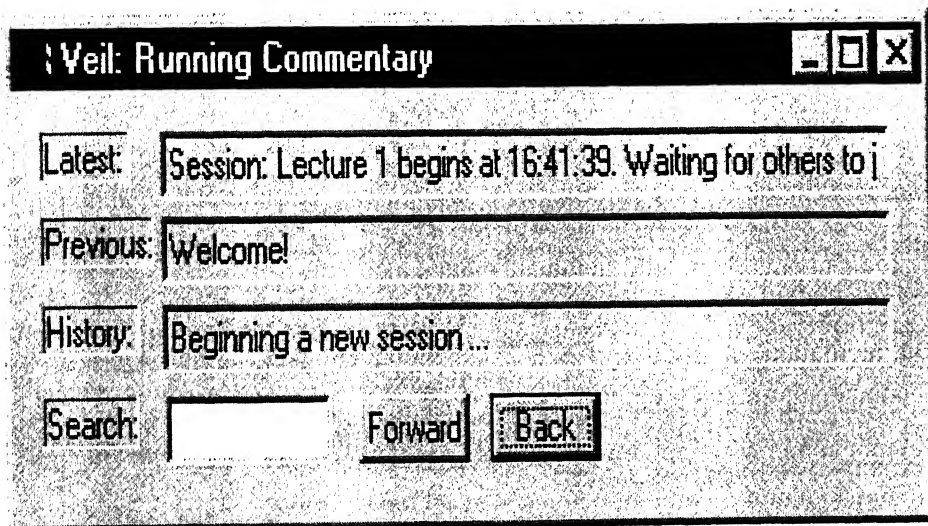 Veil: Running Commentary
Latest: Session: Lecture 1 begins at 16:41:39. Waiting for others to j
Previous: Welcome!
History: Beginning a new session ...
Search: Forward Back